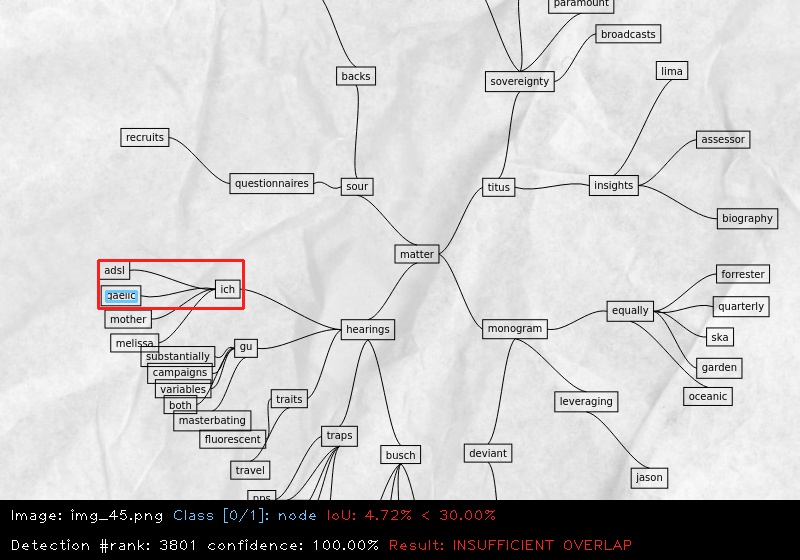 paramount
broadcasts
sovereignty
lima
backs
recruits
assessor
questionnaires
sour
titus
insights
biography
matter
adsl
ich
gaelic
mother
melissa
forrester
quarterly
equally
ska
garden
oceanic
hearings
monogram
gu
substantially
campaigns
variables
both
masterbating
fluorescent
travel
traits
leveraging
traps
busch
deviant
jason
nns
Image: img_45.png Class [0/1]: node IoU: 4.72% < 30.00%
Detection #rank: 3801 confidence: 100.00% Result: INSUFFICIENT OVERLAP